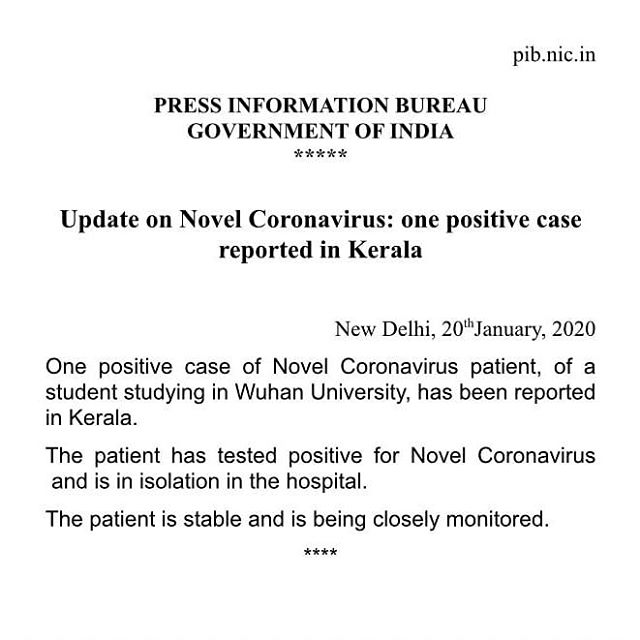 pib.nic.in
PRESS INFORMATION BUREAU
GOVERNMENT OF INDIA
*****
Update on Novel Coronavirus: one positive case
reported in Kerala
New Delhi, 20thJanuary, 2020
One positive case of Novel Coronavirus patient, of a
student studying in Wuhan University, has been reported
in Kerala.
The patient has tested positive for Novel Coronavirus
and is in isolation in the hospital.
The patient is stable and is being closely monitored.
****